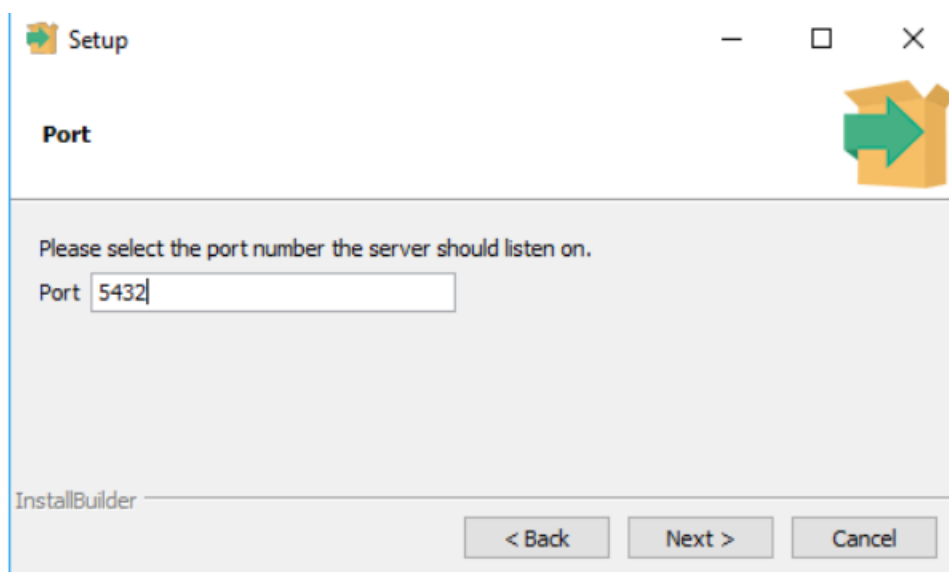 Setup
Port
Please select the port number the server should listen on.
Port 5432
InstallBuilder
< Back Next > Cancel